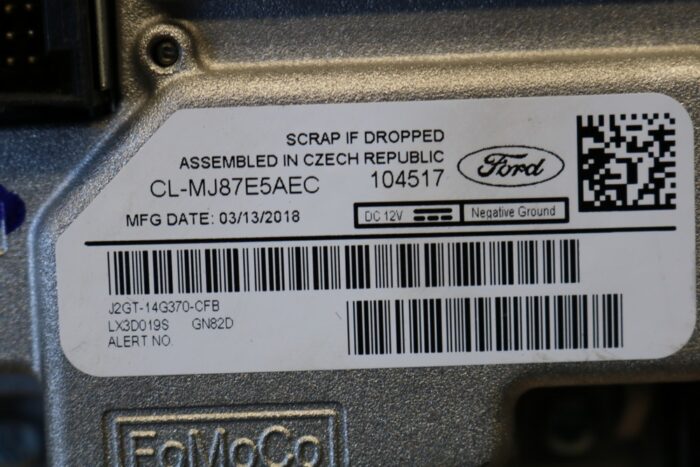 SCRAP IF DROPPED
ASSEMBLED IN CZECH REPUBLIC
CL-MJ87E5AEC 104517
Ford
MFG DATE: 03/13/2018
DC 12V Negative Ground
J2GT-14G370-CFB
LX3D019S GN82D
ALERT NO.
FoMoCo